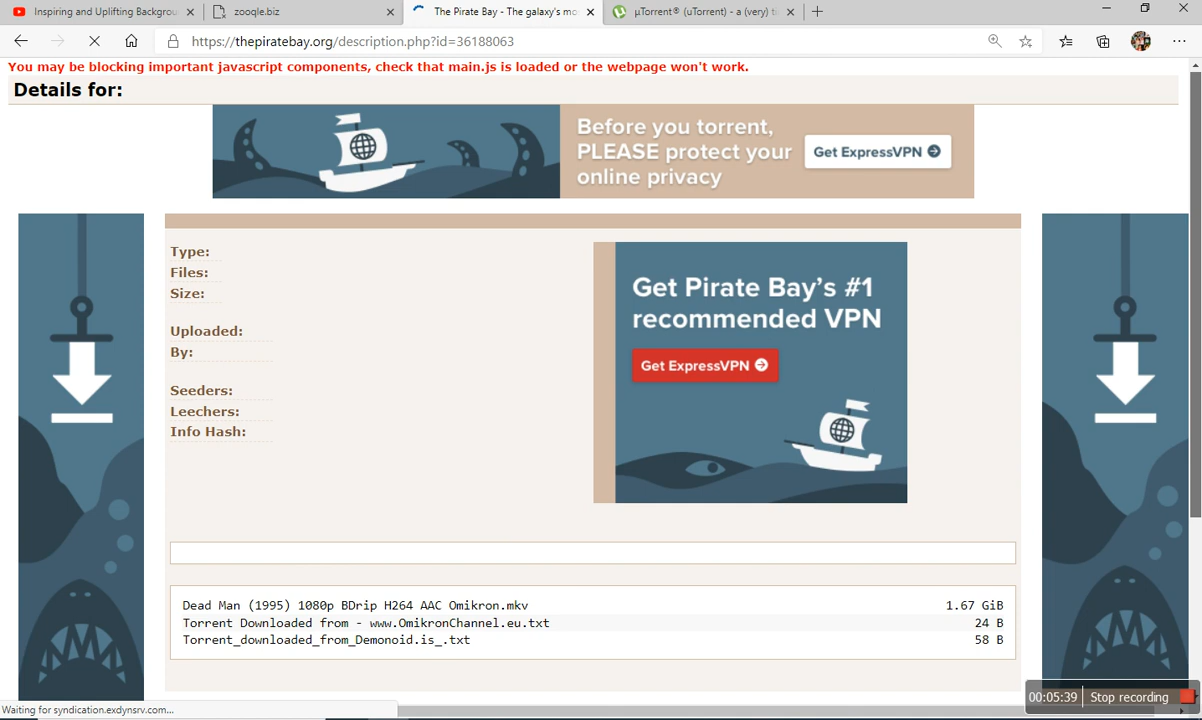 Inspiring and Uplifting Backgrou
zooqle.biz
The Pirate Bay - The galaxy's mo
µTorrent® (uTorrent) - a (very) ti
https://thepiratebay.org/description.php?id=36188063
You may be blocking important javascript components, check that main.js is loaded or the webpage won't work.
Details for:
Before you torrent,
PLEASE protect your
online privacy
Get ExpressVPN
Type:
Files:
Size:
Uploaded:
By:
Seeders:
Leechers:
Info Hash:
Get Pirate Bay's #1
recommended VPN
Get ExpressVPN
Dead Man (1995) 1080p BDrip H264 AAC Omikron.mkv 1.67 GiB
Torrent Downloaded from - www.OmikronChannel.eu.txt 24 B
Torrent_downloaded_from_Demonoid.is_.txt 58 B
Waiting for syndication.exdynsrv.com...
00:05:39 Stop recording